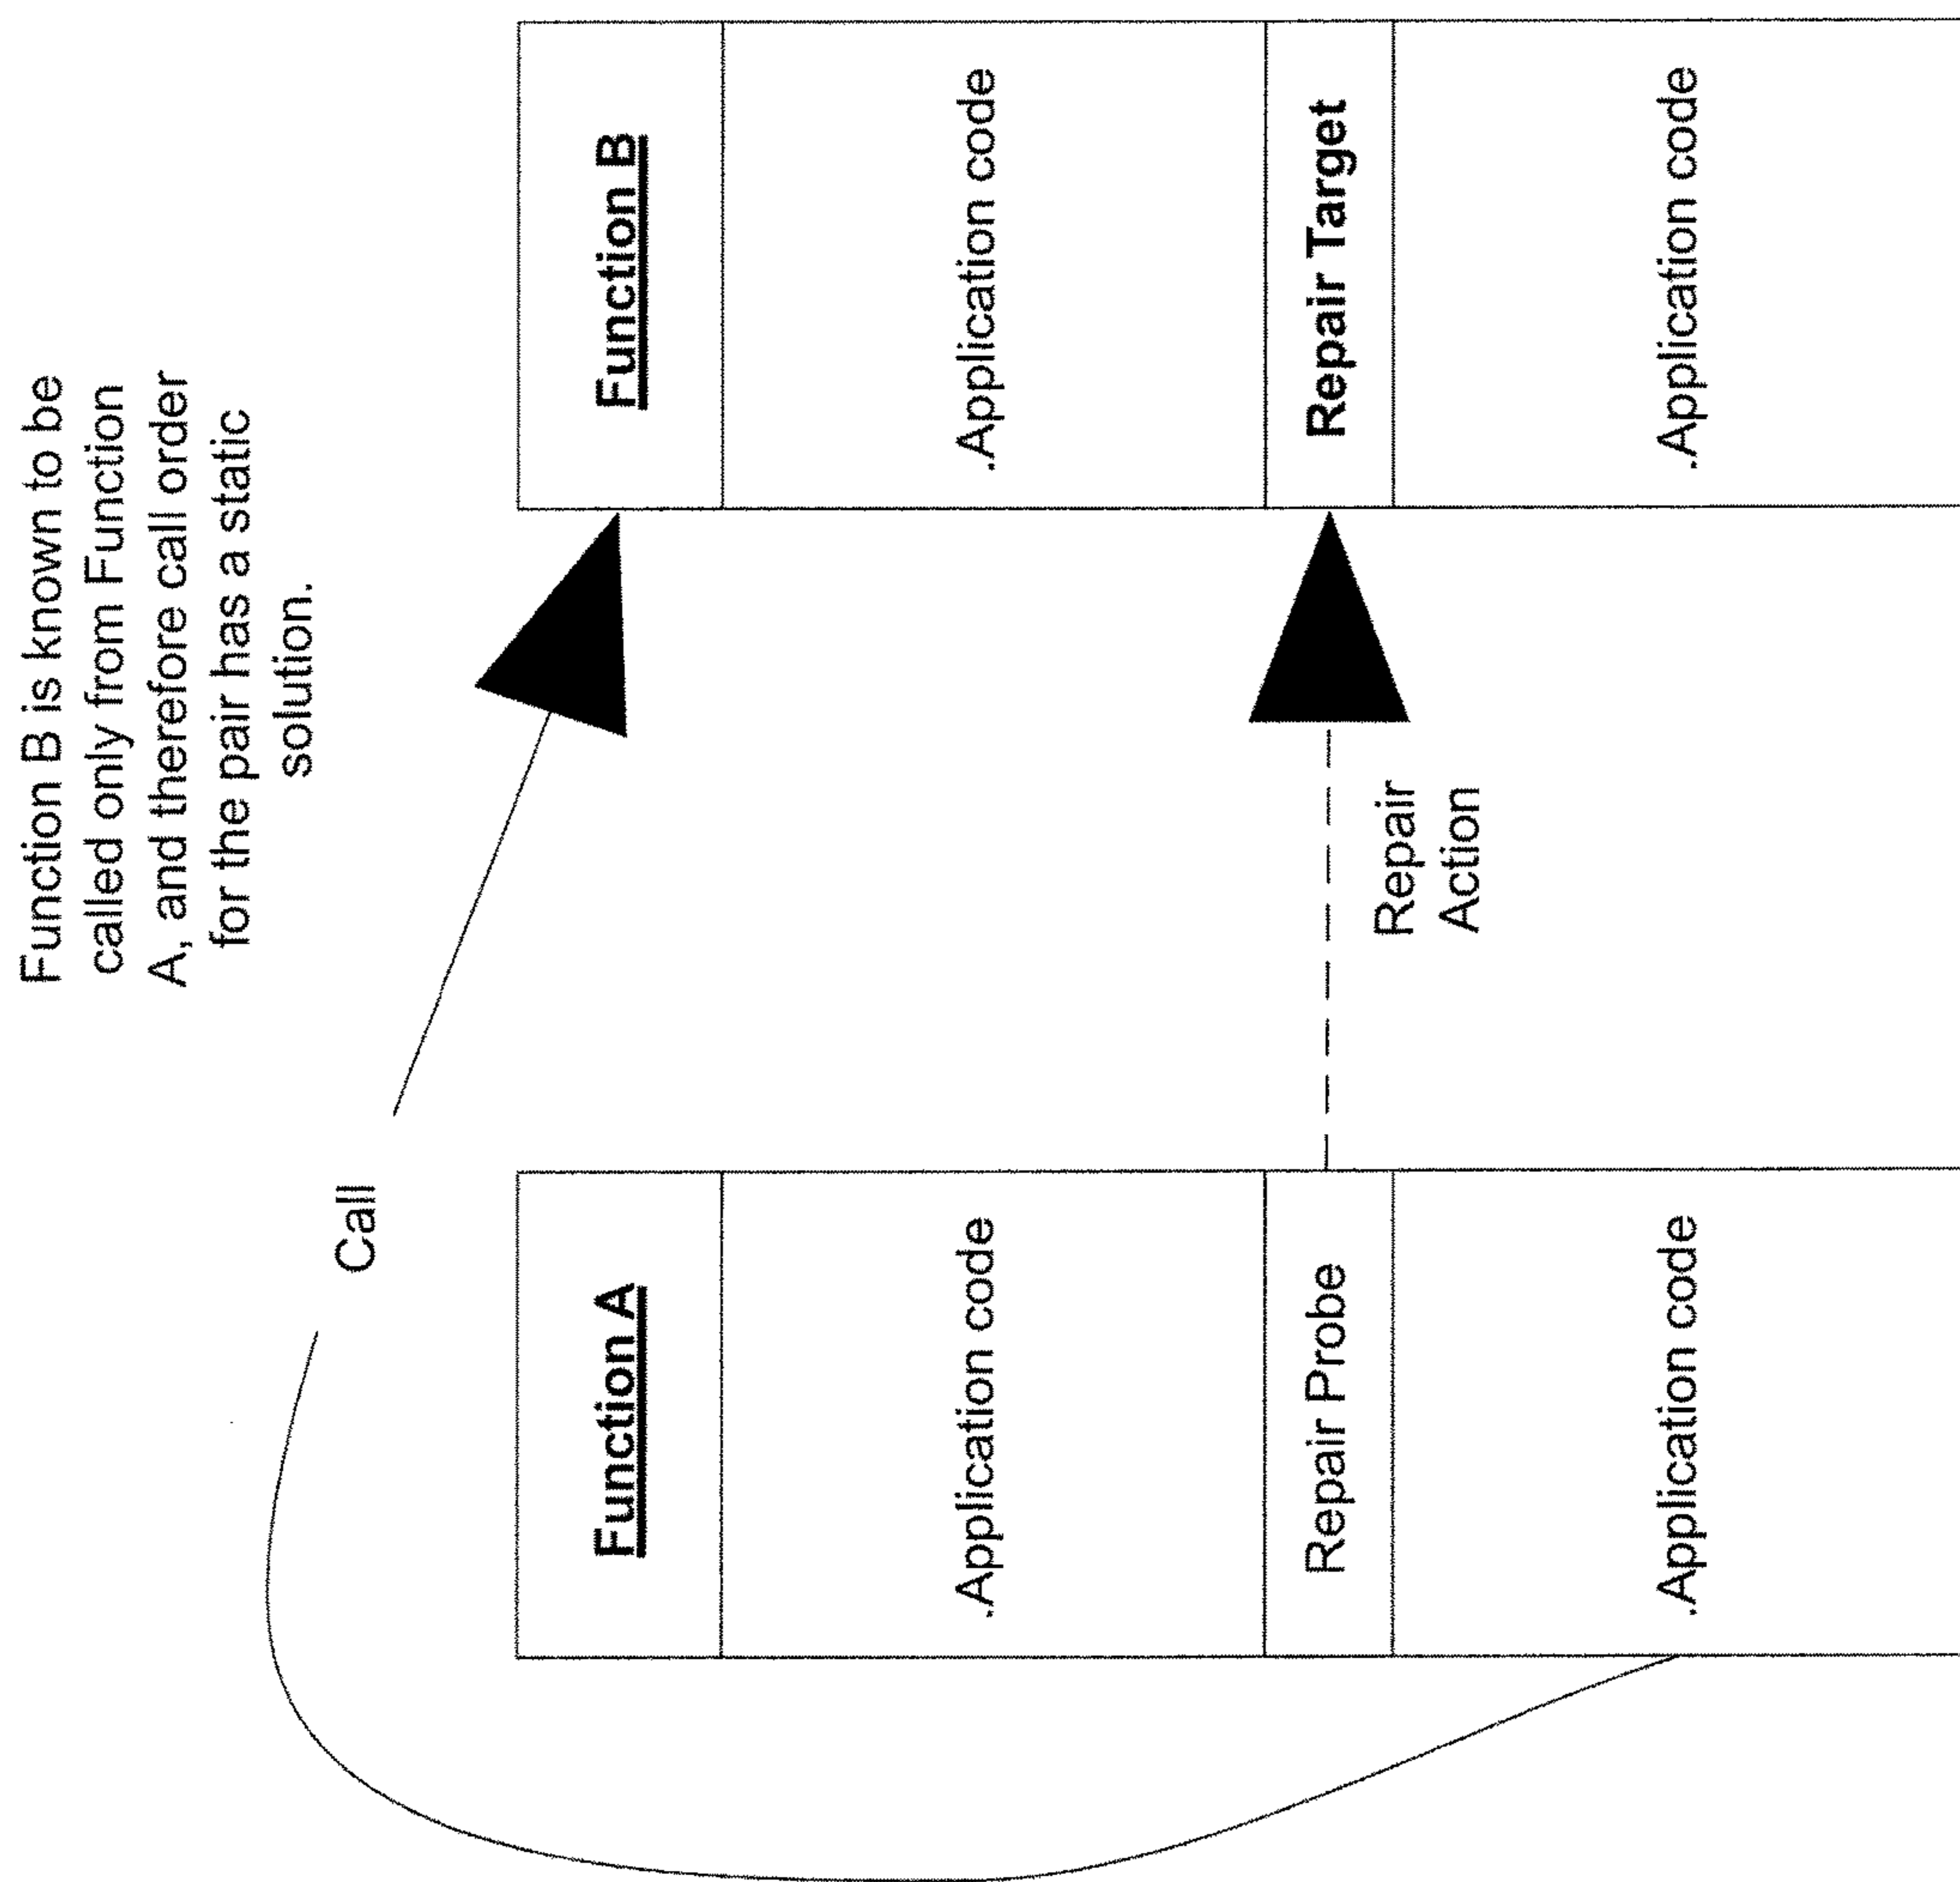 Function B is known to be
called only from Function
A, and therefore call order
for the pair has a static
solution.
Call
Function A
.Application code
Repair Probe
.Application code
Repair
Action
Function B
.Application code
Repair Target
.Application code